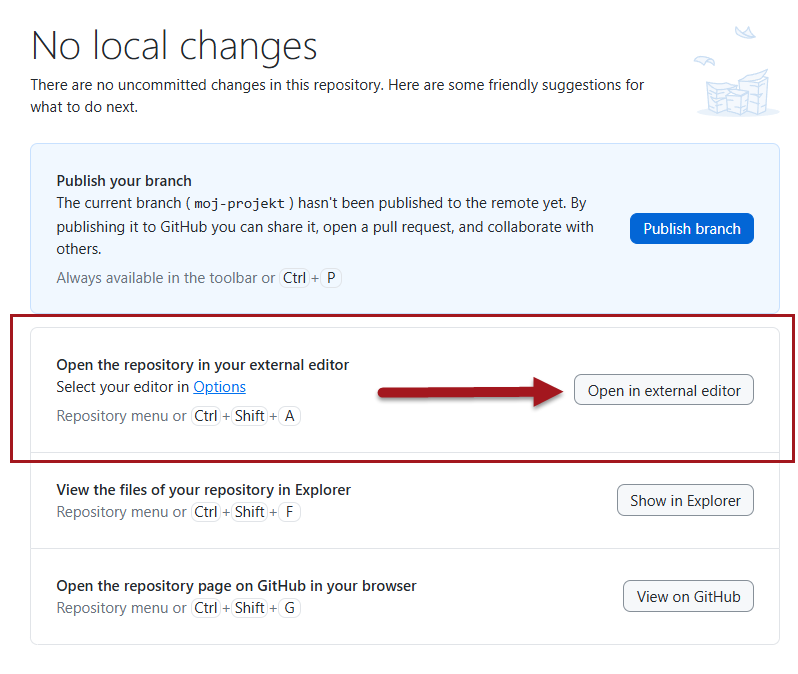 No local changes
There are no uncommitted changes in this repository. Here are some friendly suggestions for
what to do next.
Publish your branch
The current branch ( moj-projekt ) hasn't been published to the remote yet. By
publishing it to GitHub you can share it, open a pull request, and collaborate with
others.
Always available in the toolbar or Ctrl + P
Publish branch
Open the repository in your external editor
Select your editor in Options
Repository menu or Ctrl + Shift + A
Open in external editor
View the files of your repository in Explorer
Repository menu or Ctrl + Shift + F
Show in Explorer
Open the repository page on GitHub in your browser
Repository menu or Ctrl + Shift + G
View on GitHub